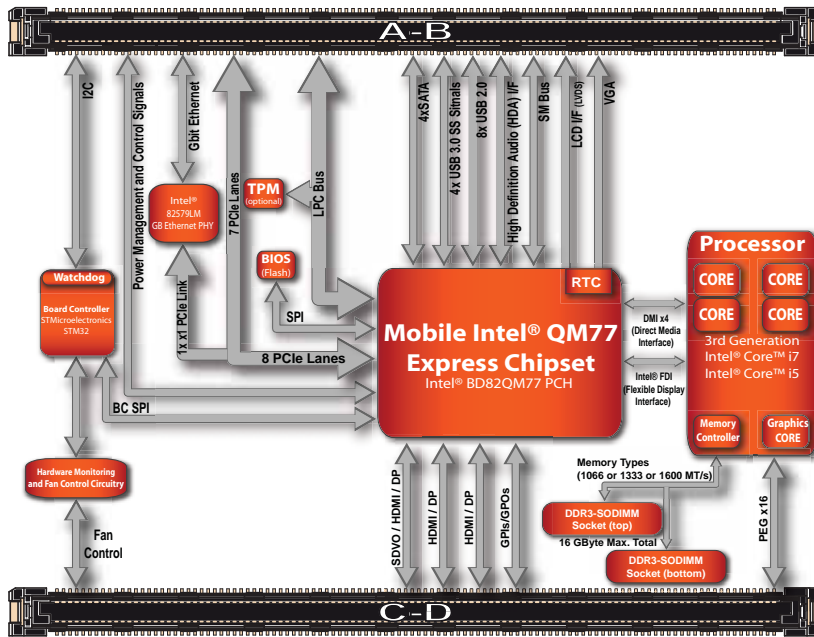 A-B
I2C
Power Management and Control Signals
Gbit Ethernet
7 PCIe Lanes
LPC Bus
4xSATA
4x USB 3.0 SS Sitmals
8x USB 2.0
High Definition Audio (HDA) I/F
SM Bus
LCD I/F (LVDS)
VGA
Intel®
82579LM
GB Ethernet PHY
TPM
(optional)
BIOS
(Flash)
SPI
1x x1 PCIe Link
8 PCIe Lanes
BC SPI
Watchdog
Board Controller
STMicroelectronics
STM32
Hardware Monitoring
and Fan Control Circuitry
Fan
Control
RTC
Mobile Intel® QM77
Express Chipset
Intel® BD82QM77 PCH
DMI x4
(Direct Media
Interface)
Intel® FDI
(Flexible Display
Interface)
Processor
CORE
CORE
CORE
CORE
3rd Generation
Intel® Core™ i7
Intel® Core™ i5
Memory
Controller
Graphics
CORE
Memory Types
(1066 or 1333 or 1600 MT/s)
DDR3-SODIMM
Socket (top)
16 GByte Max. Total
DDR3-SODIMM
Socket (bottom)
PEG x16
SDVO / HDMI / DP
HDMI / DP
HDMI / DP
GPIs/GPOs
C-D